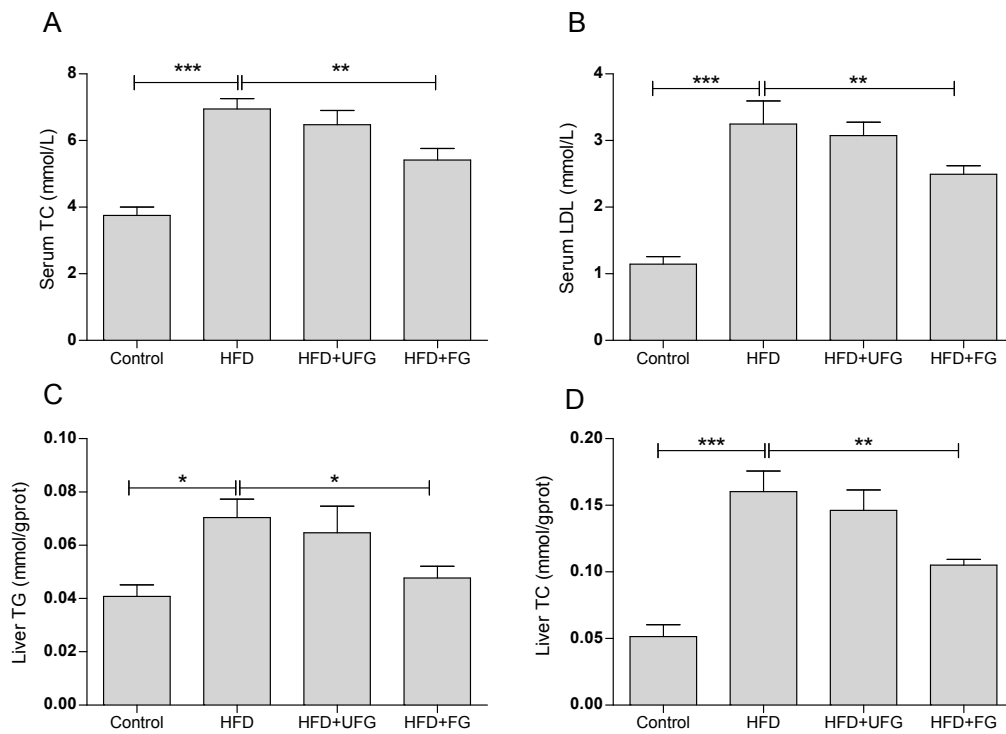 A
Serum TC (mmol/L)
8
6
4
2
0
***
**
Control HFD HFD+UFG HFD+FG
B
Serum LDL (mmol/L)
4
3
2
1
0
***
**
Control HFD HFD+UFG HFD+FG
C
Liver TG (mmol/gprot)
0.10
0.08
0.06
0.04
0.02
0.00
*
*
Control HFD HFD+UFG HFD+FG
D
Liver TC (mmol/gprot)
0.20
0.15
0.10
0.05
0.00
***
**
Control HFD HFD+UFG HFD+FG